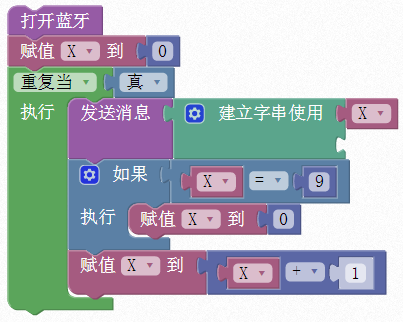 打开蓝牙
赋值 X 到 0
重复当 真
执行 发送消息 建立字串使用 X
如果 X = 9
执行 赋值 X 到 0
赋值 X 到 X + 1